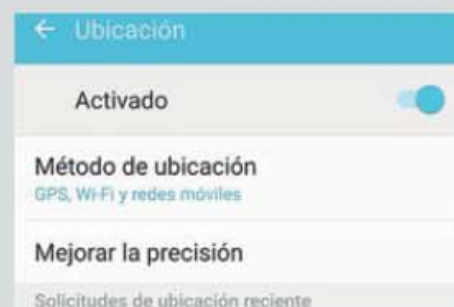 Ubicación
Activado
Método de ubicación
GPS, Wi-Fi y redes móviles
Mejorar la precisión
Solicitudes de ubicación reciente